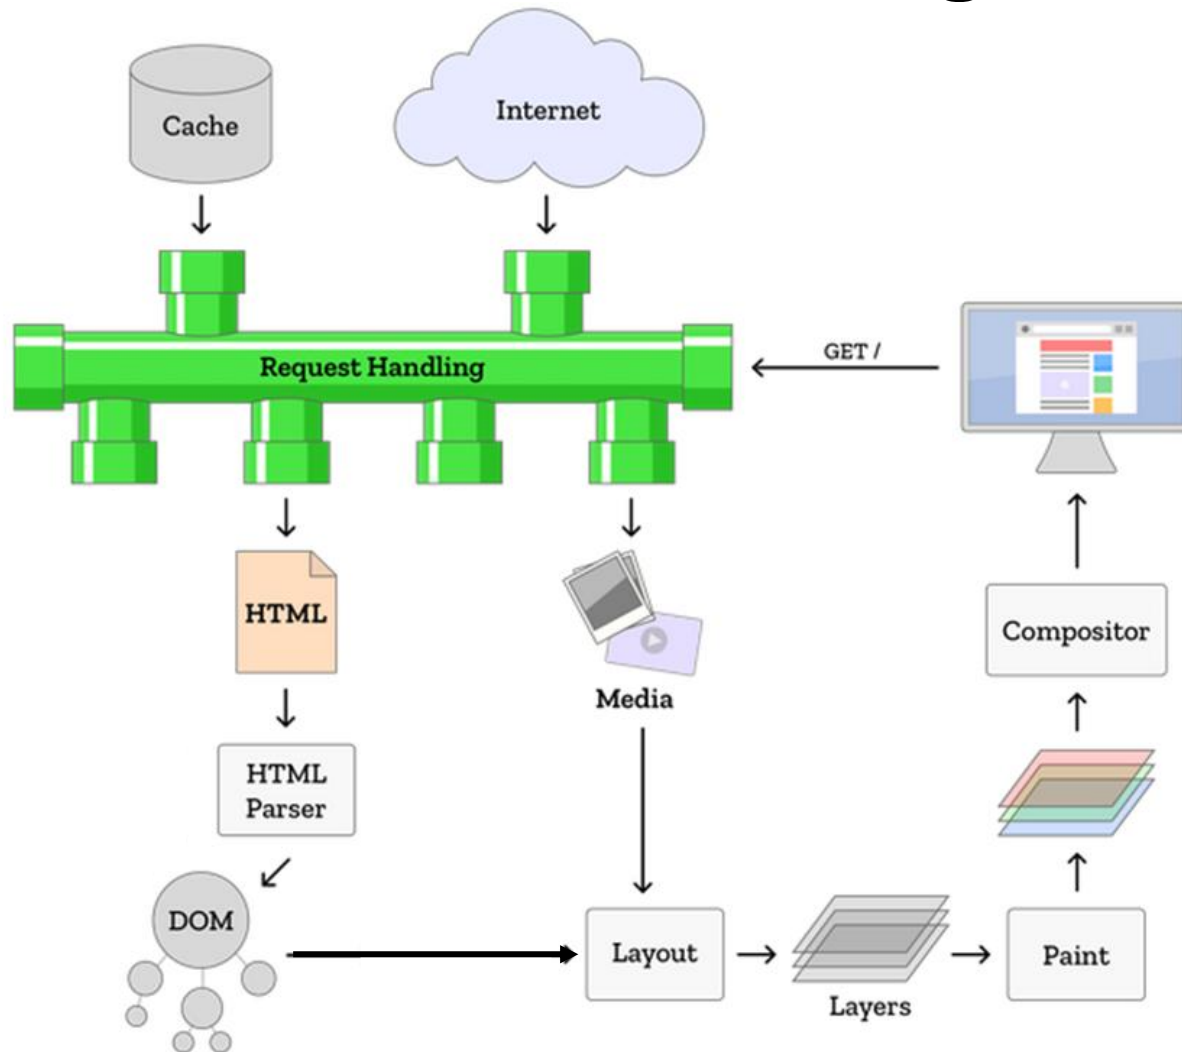 Cache
Internet
Request Handling
GET /
HTML
Media
Compositor
HTML
Parser
DOM
Layout
Layers
Paint